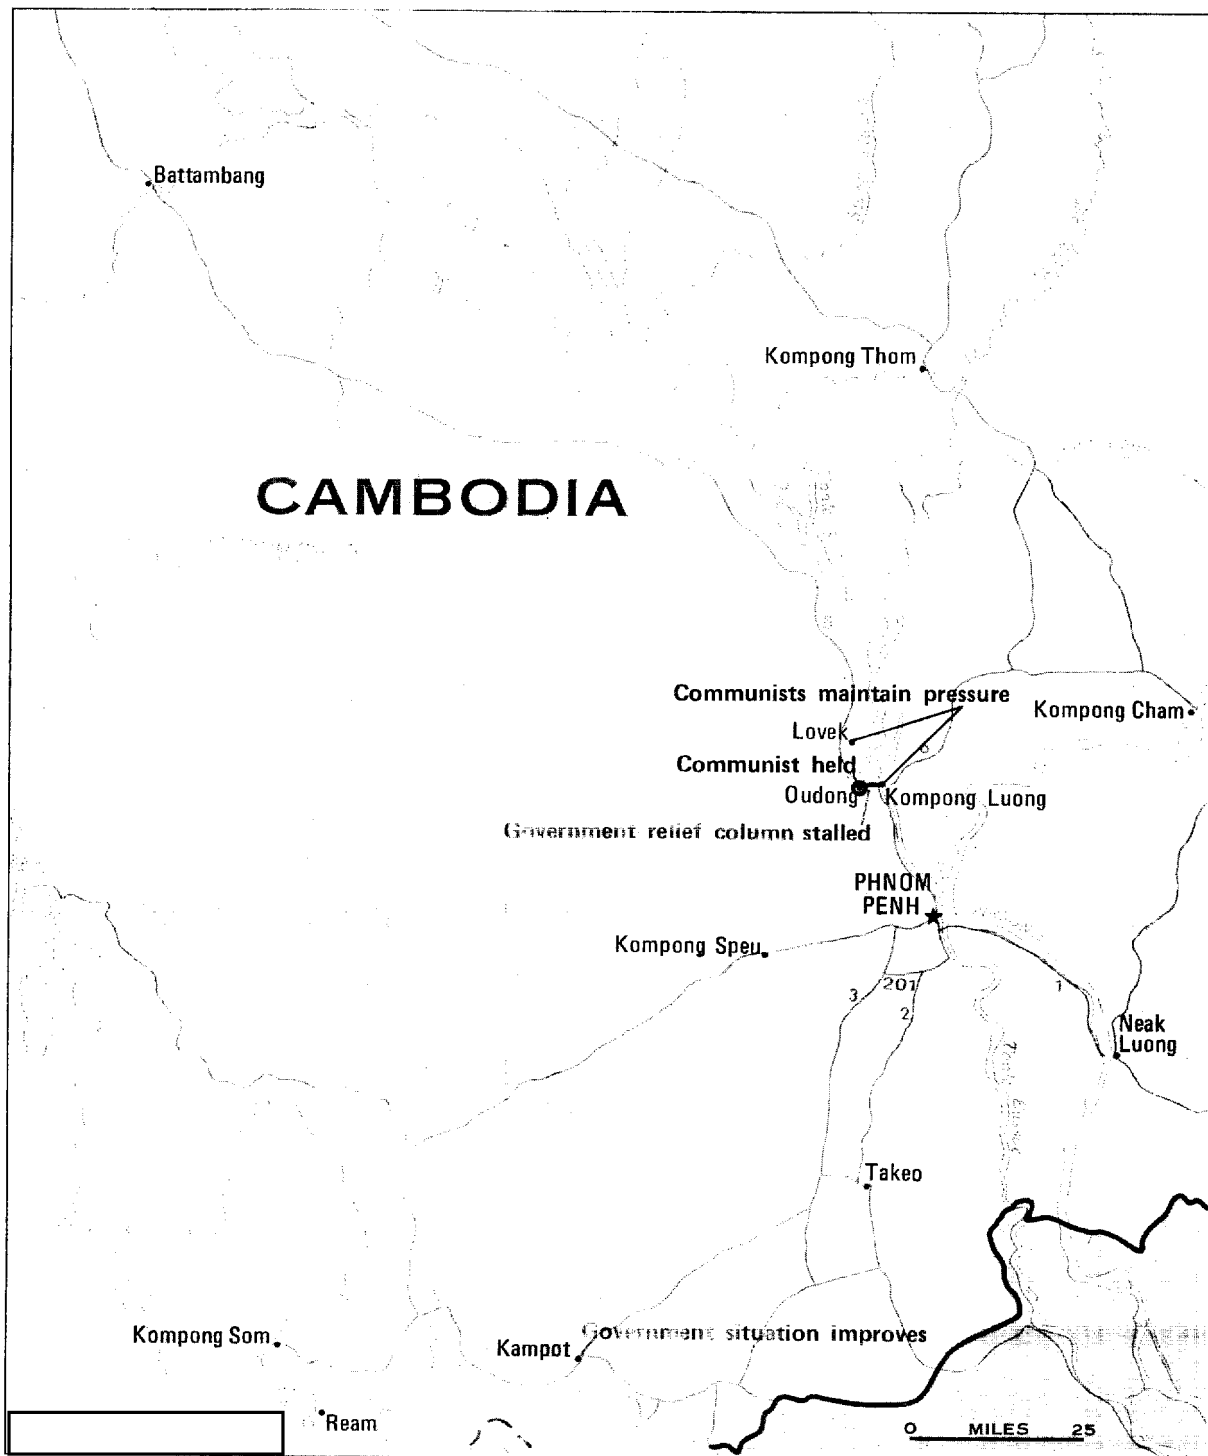 Battambang
Kompong Thom
CAMBODIA
Communists maintain pressure
Kompong Cham
Lovek
6
Communist held
Oudong
Kompong Luong
Government relief column stalled
PHNOM
PENH
Kompong Speu
201
3
2
1
Neak
Luong
Takeo
Government situation improves
Kompong Som
Kampot
Ream
0 MILES 25